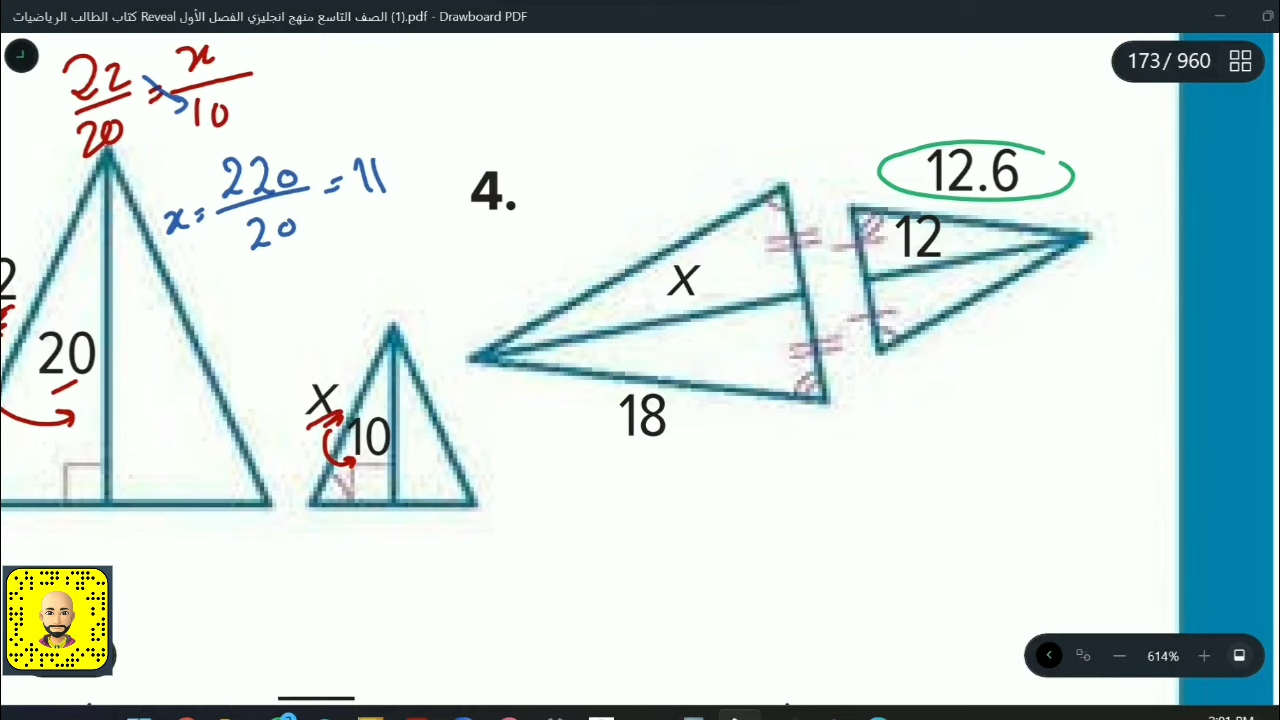 كتاب الطالب الرياضيات Reveal الصف التاسع منهج انجليزي الفصل الأول (1).pdf - Drawboard PDF
173 / 960
22/20 = x/10
x = 220/20 = 11
4.
12.6
12
x
18
2
20
x
10
614%